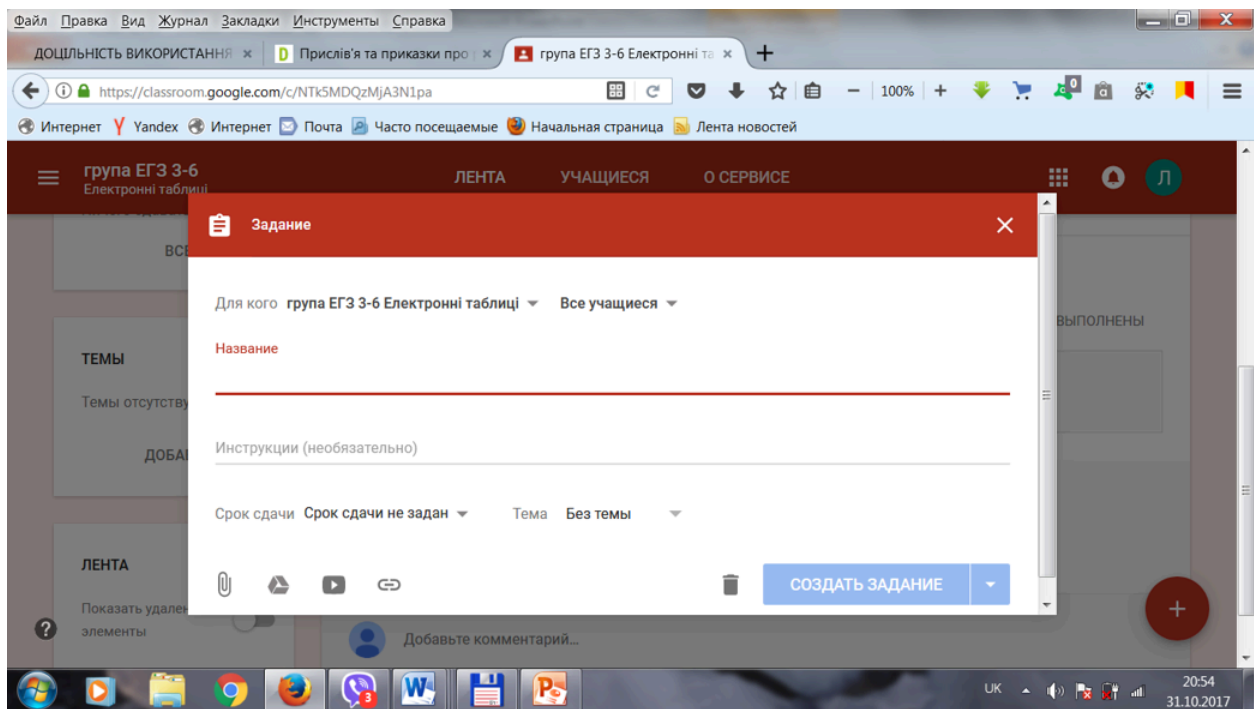 Файл Правка Вид Журнал Закладки Инструменты Справка
ДОЦІЛЬНІСТЬ ВИКОРИСТАННЯ
Прислів'я та приказки про
група ЕГЗ 3-6 Електронні та
https://classroom.google.com/c/NTk5MDQzMjA3N1pa
100%
0
Интернет Yandex Интернет Почта Часто посещаемые Начальная страница Лента новостей
група ЕГЗ 3-6
Електронні таблиці
ЛЕНТА УЧАЩИЕСЯ О СЕРВИСЕ
Л
Задание
ВСЕ
Для кого група ЕГЗ 3-6 Електронні таблиці Все учащиеся
ВЫПОЛНЕНЫ
Название
ТЕМЫ
Темы отсутству
Инструкции (необязательно)
ДОБА
Срок сдачи Срок сдачи не задан Тема Без темы
ЛЕНТА
СОЗДАТЬ ЗАДАНИЕ
Показать удален
элементы
Добавьте комментарий...
3
UK
20:54
31.10.2017